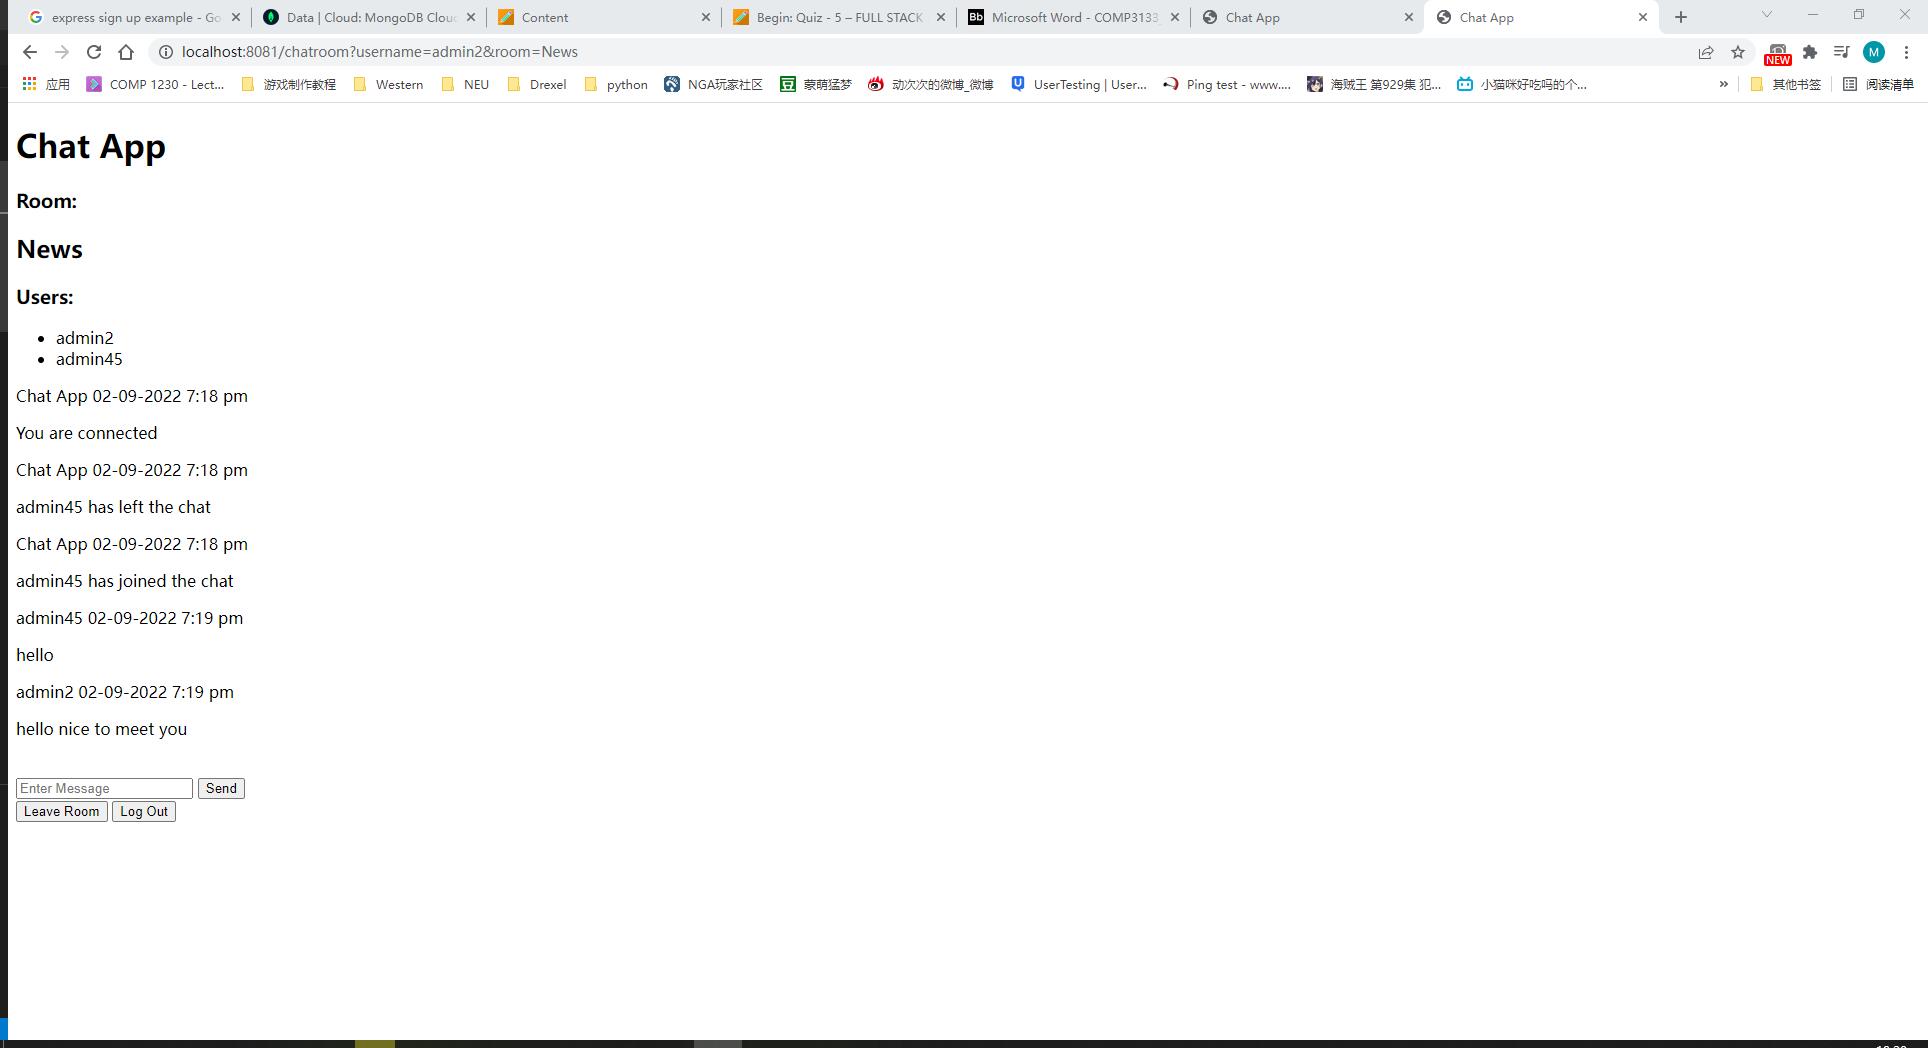 express sign up example - Go
Data | Cloud: MongoDB Cloud
Content
Begin: Quiz - 5 – FULL STACK
Bb Microsoft Word - COMP3133_
Chat App
Chat App
localhost:8081/chatroom?username=admin2&room=News
NEW
M
应用
COMP 1230 - Lect...
游戏制作教程
Western
NEU
Drexel
python
NGA玩家社区
豆 蒙萌猛梦
动次次的微博_微博
UserTesting | User...
Ping test - www....
海贼王 第929集 犯...
小猫咪好吃吗的个...
»
其他书签
阅读清单
Chat App
Room:
News
Users:
• admin2
• admin45
Chat App 02-09-2022 7:18 pm
You are connected
Chat App 02-09-2022 7:18 pm
admin45 has left the chat
Chat App 02-09-2022 7:18 pm
admin45 has joined the chat
admin45 02-09-2022 7:19 pm
hello
admin2 02-09-2022 7:19 pm
hello nice to meet you
Enter Message Send
Leave Room Log Out